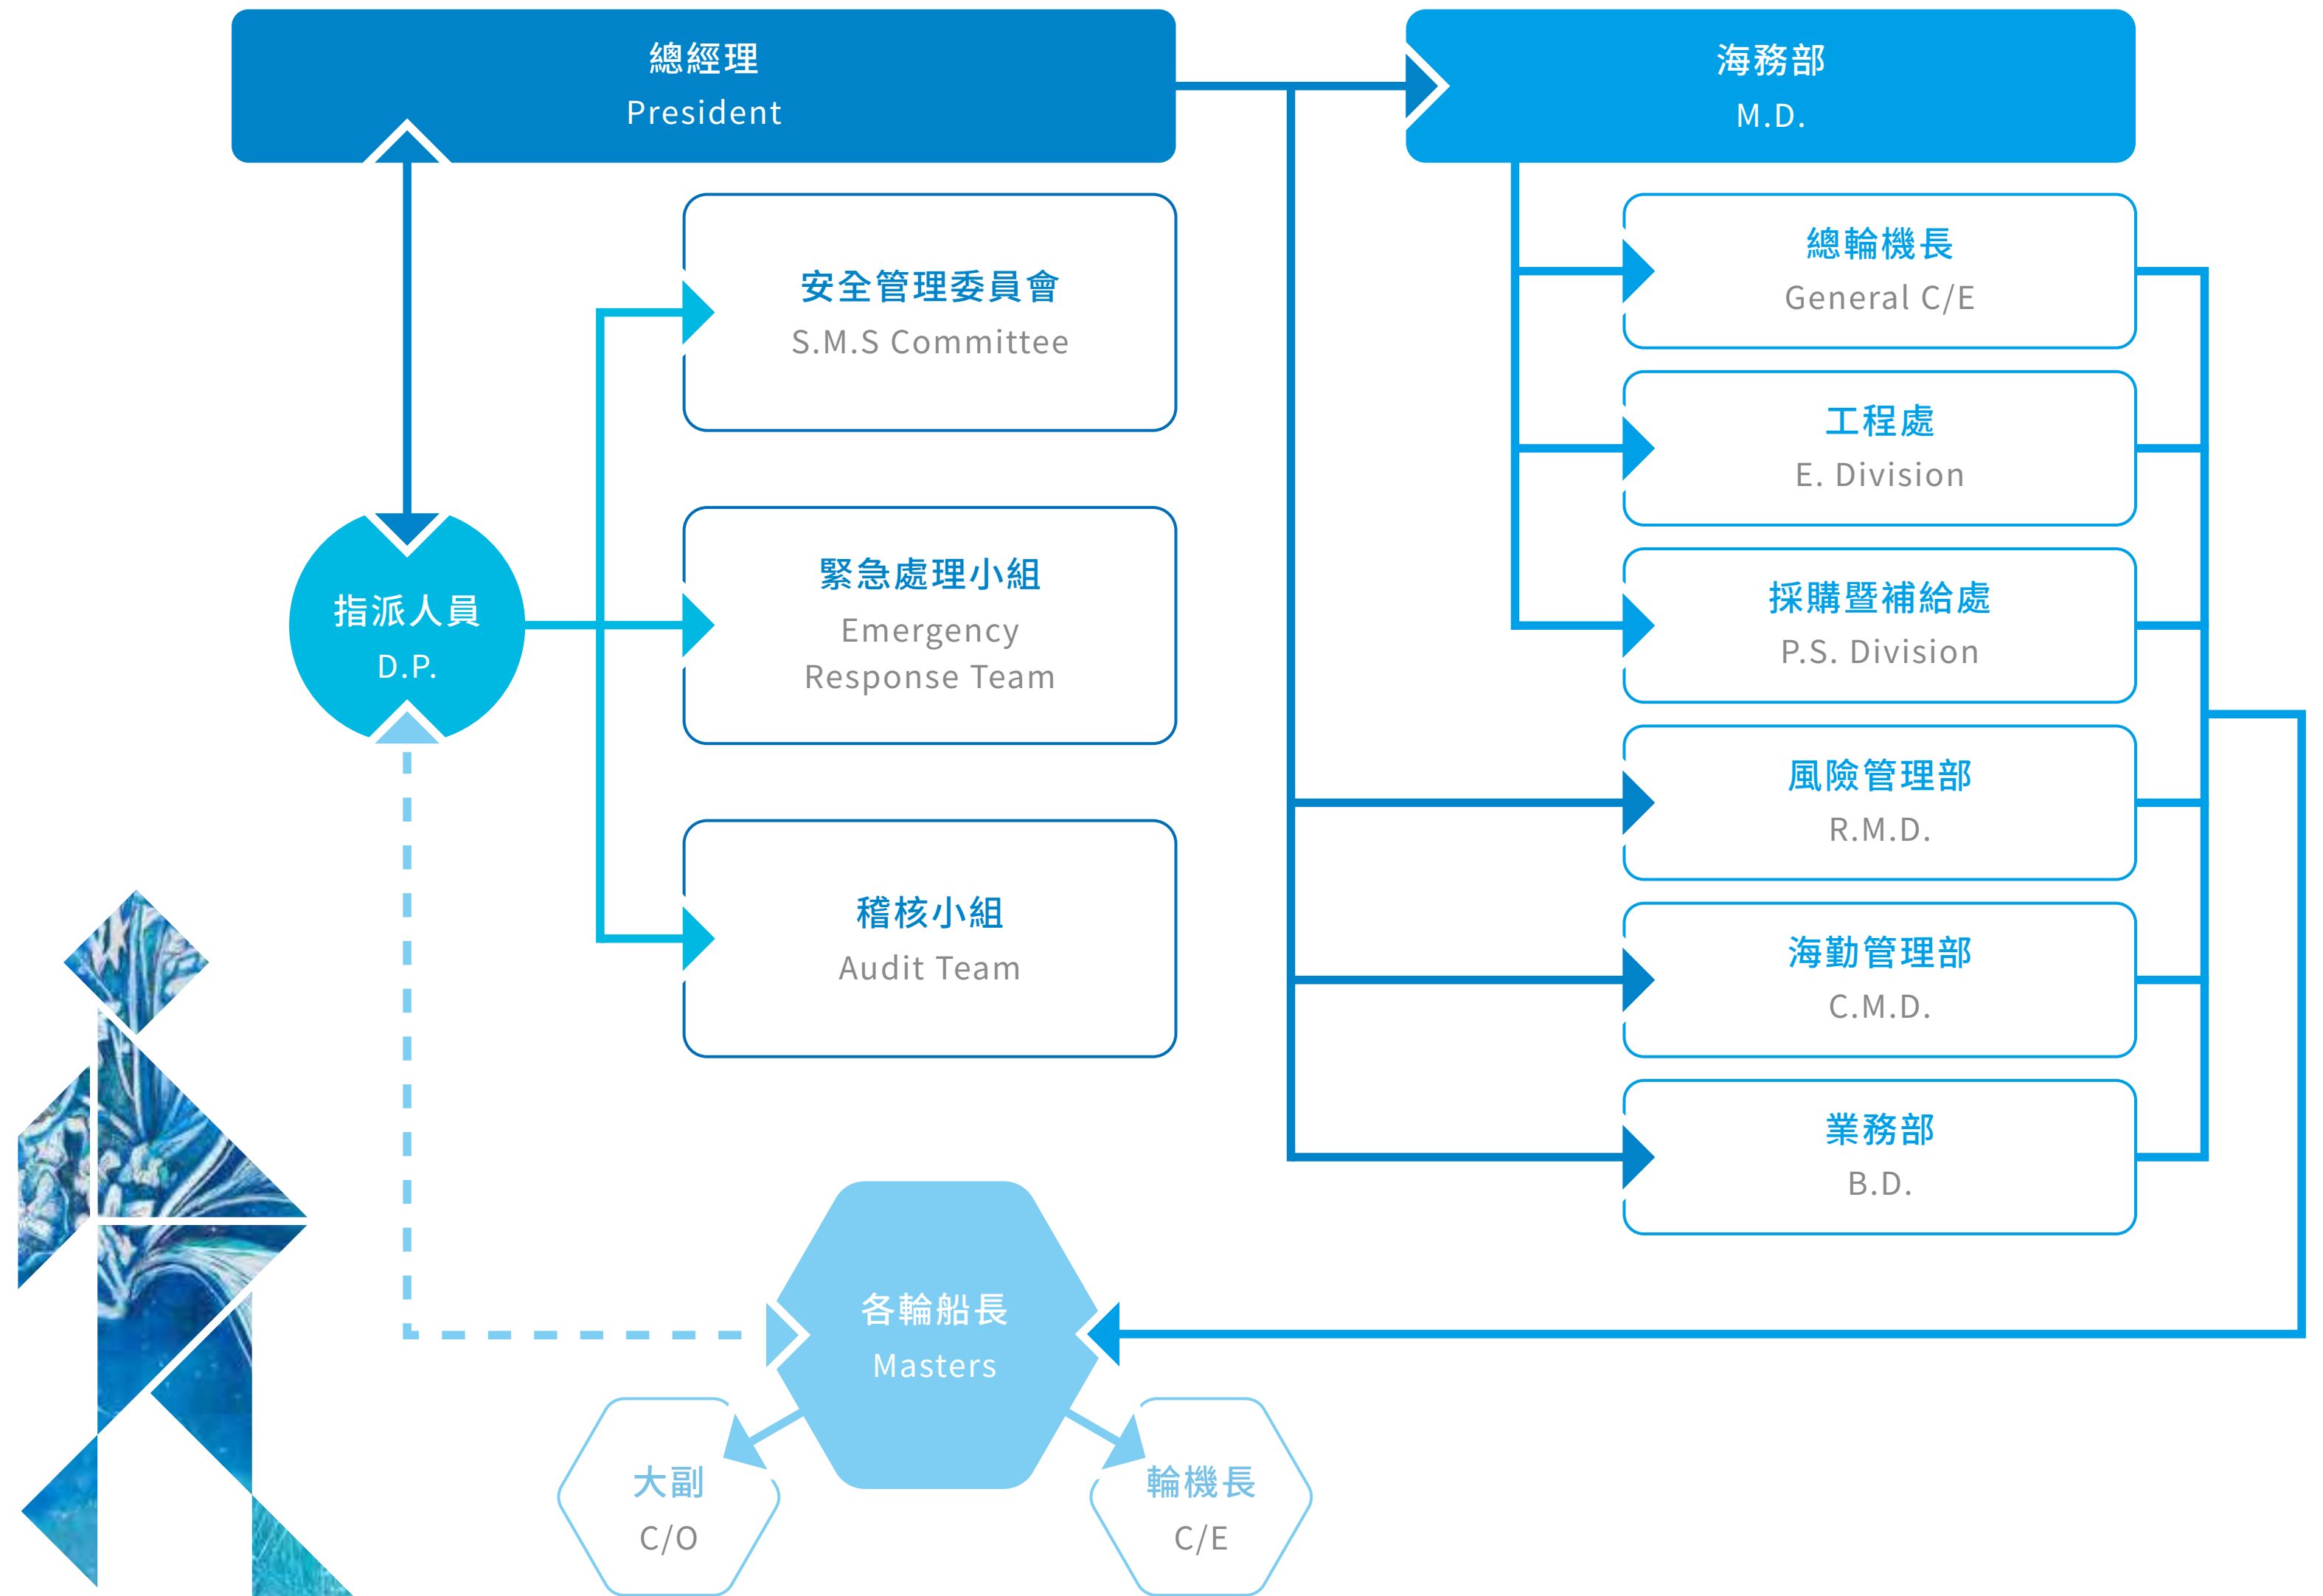 總經理
President
海務部
M.D.
安全管理委員會
S.M.S Committee
緊急處理小組
Emergency
Response Team
稽核小組
Audit Team
指派人員
D.P.
總輪機長
General C/E
工程處
E. Division
採購暨補給處
P.S. Division
風險管理部
R.M.D.
海勤管理部
C.M.D.
業務部
B.D.
各輪船長
Masters
大副
C/O
輪機長
C/E